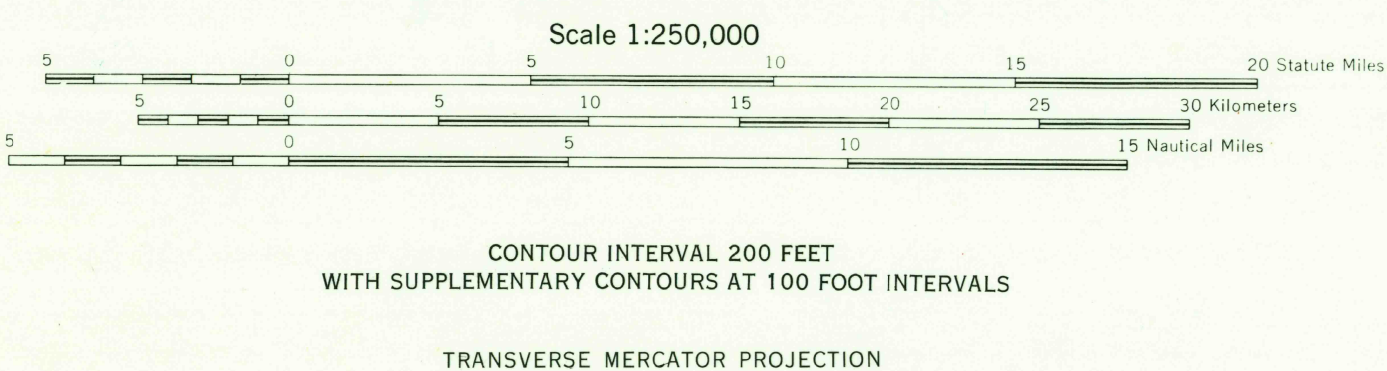 Scale 1:250,000
5 0 5 10 15 20 Statute Miles
5 0 5 10 15 20 25 30 Kilometers
5 0 5 10 15 Nautical Miles
CONTOUR INTERVAL 200 FEET
WITH SUPPLEMENTARY CONTOURS AT 100 FOOT INTERVALS
TRANSVERSE MERCATOR PROJECTION